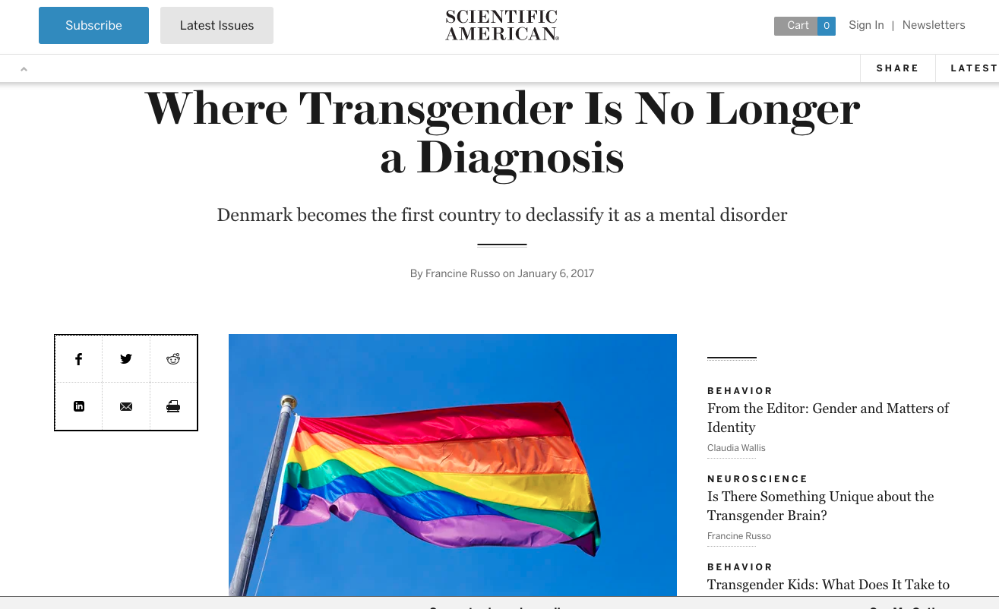 Subscribe
Latest Issues
SCIENTIFIC
AMERICAN®
Cart 0
Sign In | Newsletters
SHARE
LATEST
Where Transgender Is No Longer
a Diagnosis
Denmark becomes the first country to declassify it as a mental disorder
By Francine Russo on January 6, 2017
BEHAVIOR
From the Editor: Gender and Matters of
Identity
Claudia Wallis
NEUROSCIENCE
Is There Something Unique about the
Transgender Brain?
Francine Russo
BEHAVIOR
Transgender Kids: What Does It Take to